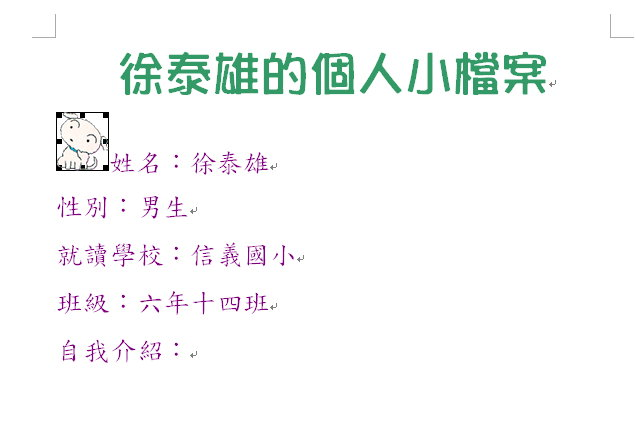 徐泰雄的個人小檔案
姓名：徐泰雄
性別：男生
就讀學校：信義國小
班級：六年十四班
自我介紹：